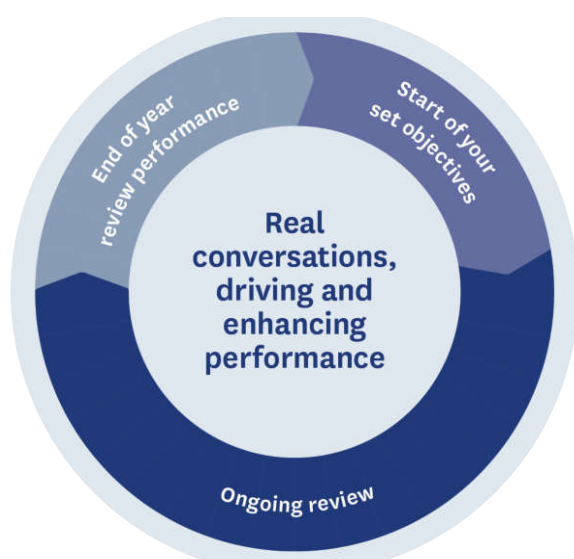 End of year
review performance
Start of your
set objectives
Real
conversations,
driving and
enhancing
performance
Ongoing review